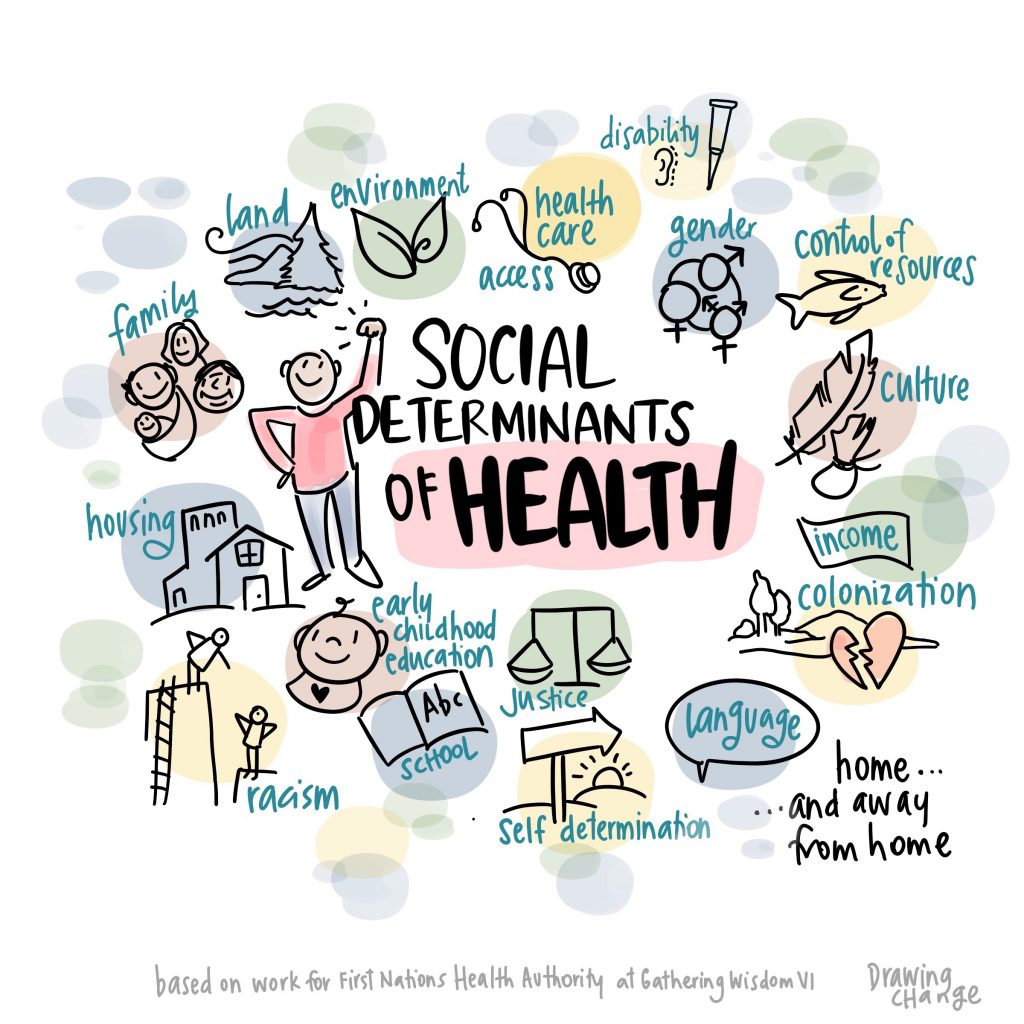 disability
environment
land
health
care
access
gender
control of
resources
family
SOCIAL
DETERMINANTS
OF HEALTH
culture
housing
income
colonization
early
childhood
education
Abc
SCHOOL
Justice
language
racism
self determination
home...
...and away
from home
based on work for First Nations Health Authority at Gathering Wisdom VI
Drawing
CHange